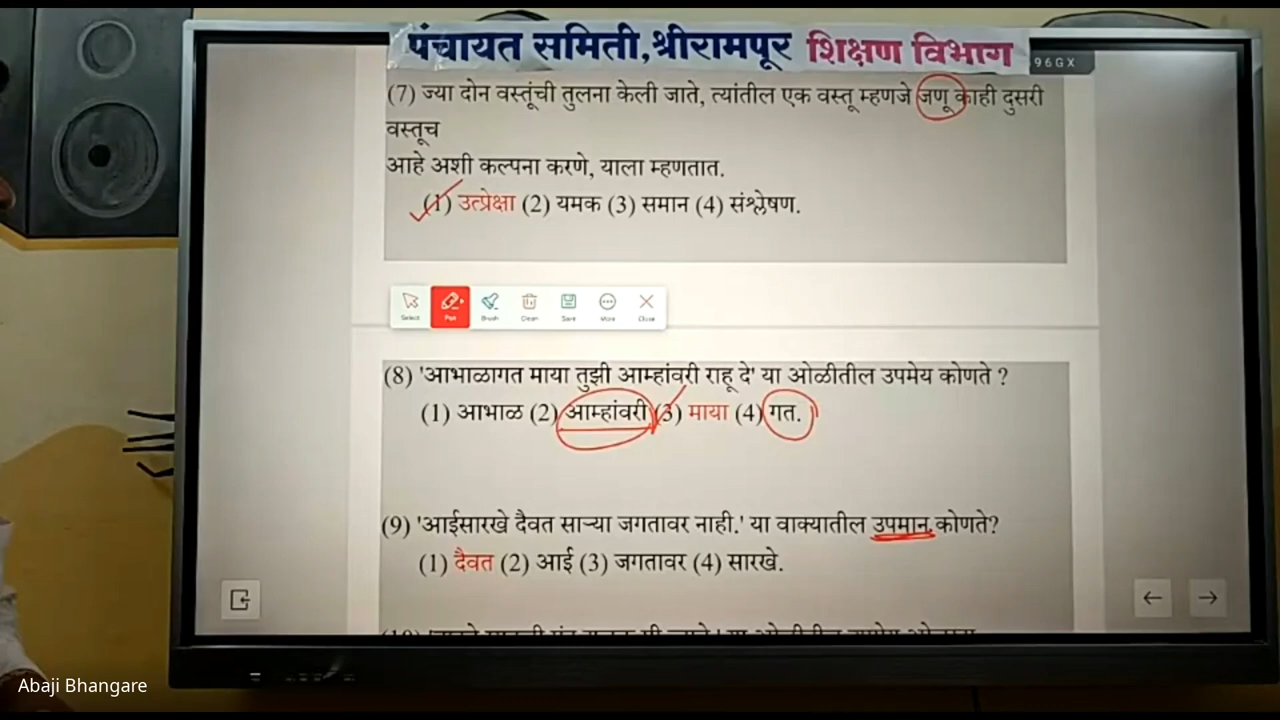 पंचायत समिती,श्रीरामपूर शिक्षण विभाग
96GX
(7) ज्या दोन वस्तूंची तुलना केली जाते, त्यांतील एक वस्तू म्हणजे जणू काही दुसरी
वस्तूच
आहे अशी कल्पना करणे, याला म्हणतात.
(1) उत्प्रेक्षा (2) यमक (3) समान (4) संश्लेषण.
Select Pen Brush Clean Save More Close
(8) 'आभाळागत माया तुझी आम्हांवरी राहू दे' या ओळीतील उपमेय कोणते ?
(1) आभाळ (2) आम्हांवरी (3) माया (4) गत.
(9) 'आईसारखे दैवत साऱ्या जगतावर नाही.' या वाक्यातील उपमान कोणते?
(1) दैवत (2) आई (3) जगतावर (4) सारखे.
Abaji Bhangare